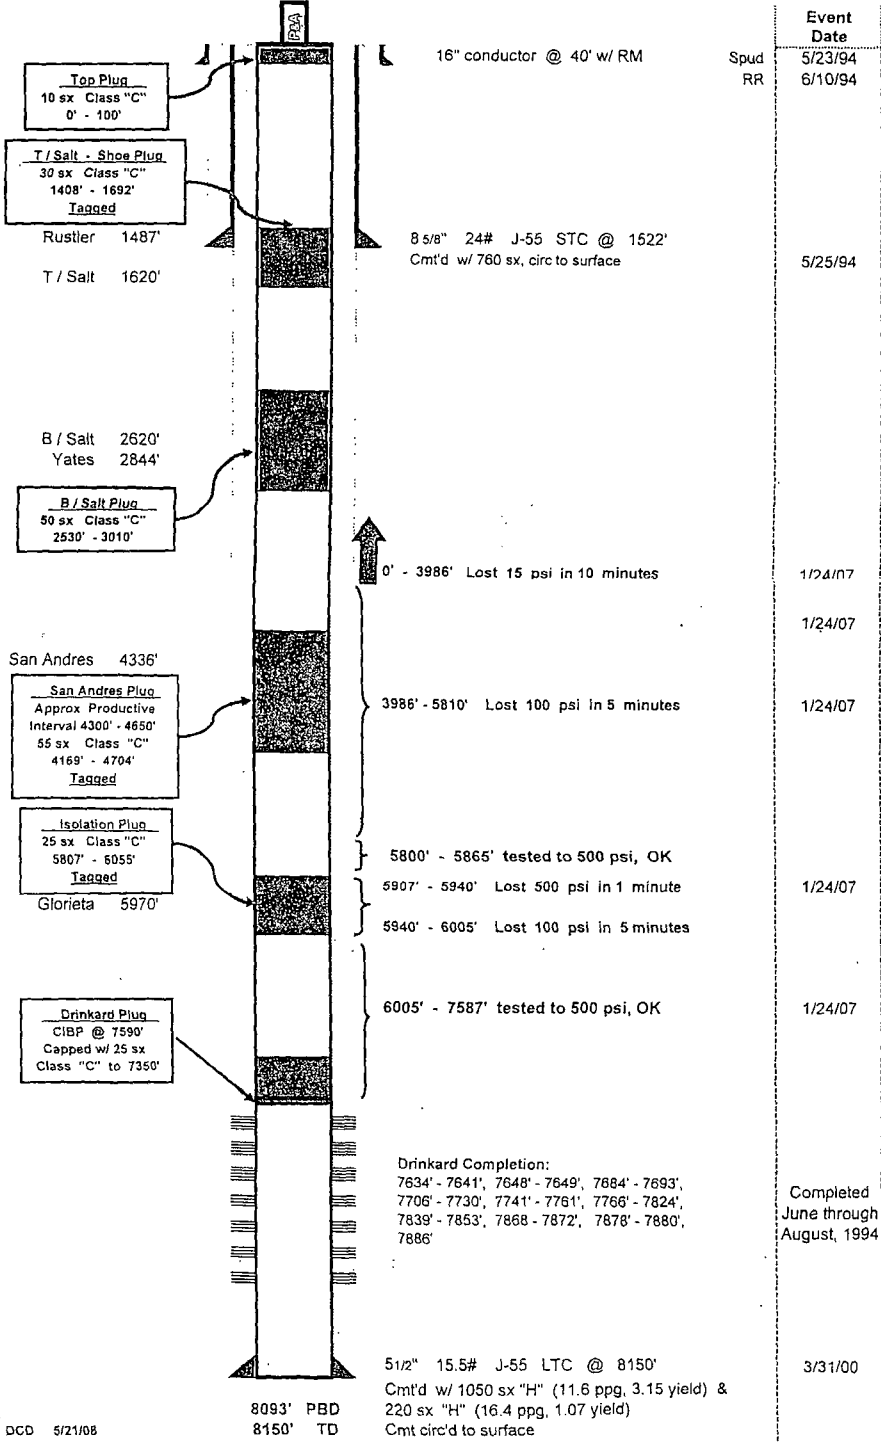 P&A
Event
Date
16" conductor @ 40' w/ RM
Spud 5/23/94
RR 6/10/94
Top Plug
10 sx Class "C"
0' - 100'
T / Salt - Shoe Plug
30 sx Class "C"
1408' - 1692'
Tagged
Rustler 1487'
T / Salt 1620'
8 5/8" 24# J-55 STC @ 1522'
Cmt'd w/ 760 sx, circ to surface
5/25/94
B / Salt 2620'
Yates 2844'
B / Salt Plug
50 sx Class "C"
2530' - 3010'
0' - 3986' Lost 15 psi in 10 minutes
1/24/07
1/24/07
San Andres 4336'
San Andres Plug
Approx Productive
Interval 4300' - 4650'
55 sx Class "C"
4169' - 4704'
Tagged
3986' - 5810' Lost 100 psi in 5 minutes
1/24/07
Isolation Plug
25 sx Class "C"
5807' - 6055'
Tagged
Glorieta 5970'
5800' - 5865' tested to 500 psi, OK
5907' - 5940' Lost 500 psi in 1 minute
1/24/07
5940' - 6005' Lost 100 psi in 5 minutes
6005' - 7587' tested to 500 psi, OK
1/24/07
Drinkard Plug
CIBP @ 7590'
Capped w/ 25 sx
Class "C" to 7350'
Drinkard Completion:
7634' - 7641', 7648' - 7649', 7684' - 7693',
7706' - 7730', 7741' - 7761', 7766' - 7824',
7839' - 7853', 7868 - 7872', 7878' - 7880',
7886'
Completed
June through
August, 1994
5 1/2" 15.5# J-55 LTC @ 8150'
3/31/00
Cmt'd w/ 1050 sx "H" (11.6 ppg, 3.15 yield) &
220 sx "H" (16.4 ppg, 1.07 yield)
Cmt circ'd to surface
8093' PBD
8150' TD
DCD 5/21/08